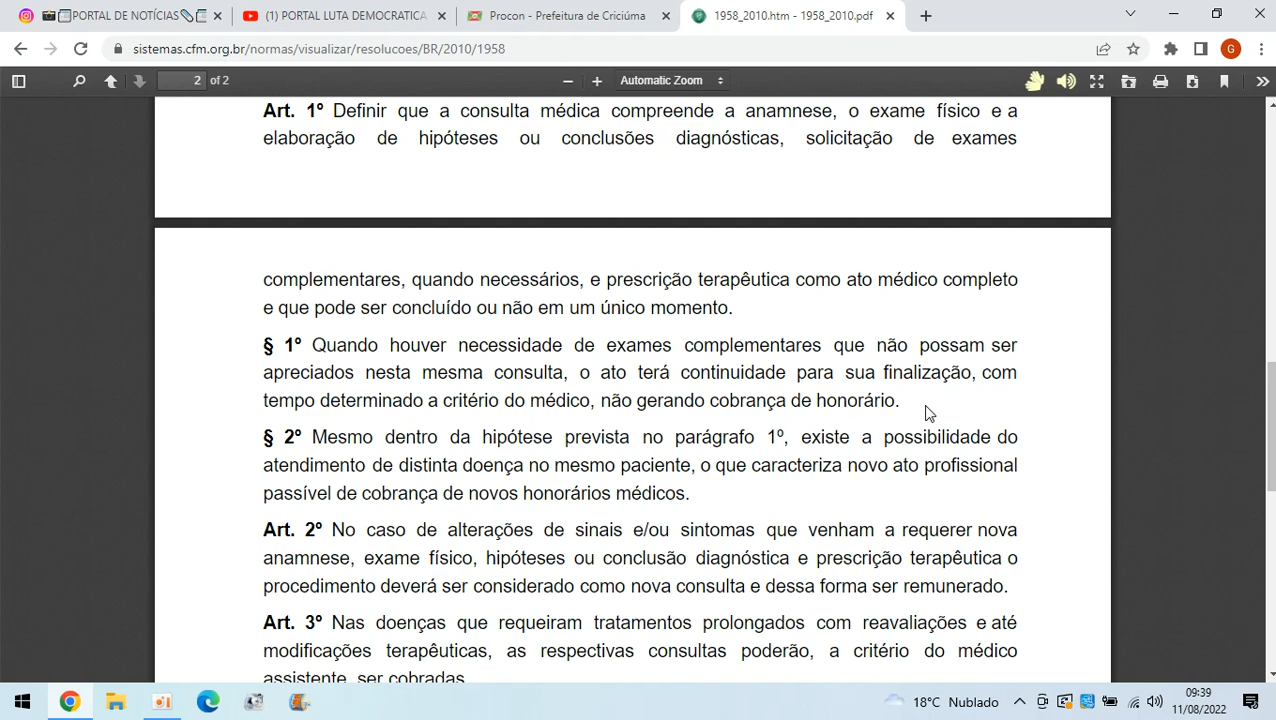 PORTAL DE NOTÍCIAS
(1) PORTAL LUTA DEMOCRATICA
Procon - Prefeitura de Criciúma
1958_2010.htm - 1958_2010.pdf
sistemas.cfm.org.br/normas/visualizar/resolucoes/BR/2010/1958
G
2 of 2
Automatic Zoom
Art. 1º Definir que a consulta médica compreende a anamnese, o exame físico e a
elaboração de hipóteses ou conclusões diagnósticas, solicitação de exames
complementares, quando necessários, e prescrição terapêutica como ato médico completo
e que pode ser concluído ou não em um único momento.
§ 1º Quando houver necessidade de exames complementares que não possam ser
apreciados nesta mesma consulta, o ato terá continuidade para sua finalização, com
tempo determinado a critério do médico, não gerando cobrança de honorário.
§ 2º Mesmo dentro da hipótese prevista no parágrafo 1º, existe a possibilidade do
atendimento de distinta doença no mesmo paciente, o que caracteriza novo ato profissional
passível de cobrança de novos honorários médicos.
Art. 2º No caso de alterações de sinais e/ou sintomas que venham a requerer nova
anamnese, exame físico, hipóteses ou conclusão diagnóstica e prescrição terapêutica o
procedimento deverá ser considerado como nova consulta e dessa forma ser remunerado.
Art. 3º Nas doenças que requeiram tratamentos prolongados com reavaliações e até
modificações terapêuticas, as respectivas consultas poderão, a critério do médico
assistente, ser cobradas.
18°C Nublado
09:39
11/08/2022